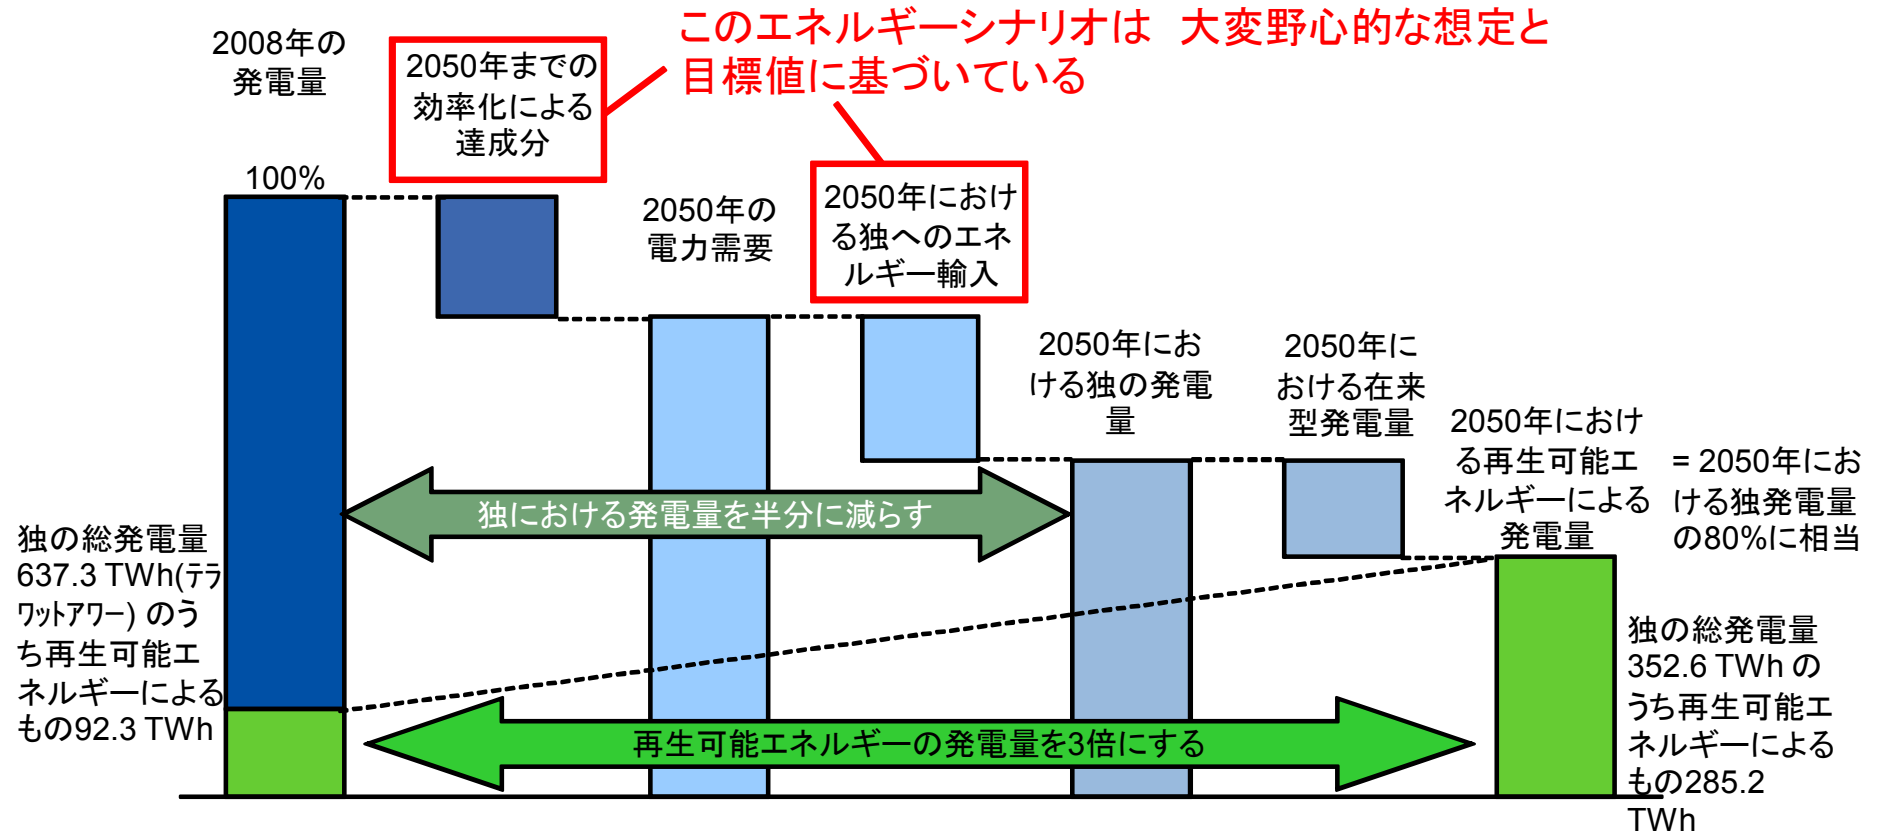 このエネルギーシナリオは 大変野心的な想定と
目標値に基づいている
2008年の
発電量
2050年までの
効率化による
達成分
100%
2050年の
電力需要
2050年におけ
る独へのエネ
ルギー輸入
2050年にお
ける独の発電
量
2050年に
おける在来
型発電量
2050年におけ
る再生可能エ
ネルギーによる
発電量
= 2050年にお
ける独発電量
の80%に相当
独における発電量を半分に減らす
独の総発電量
637.3 TWh(テラ
ワットアワー) のう
ち再生可能エ
ネルギーによる
もの92.3 TWh
再生可能エネルギーの発電量を3倍にする
独の総発電量
352.6 TWh の
うち再生可能エ
ネルギーによる
もの285.2
TWh